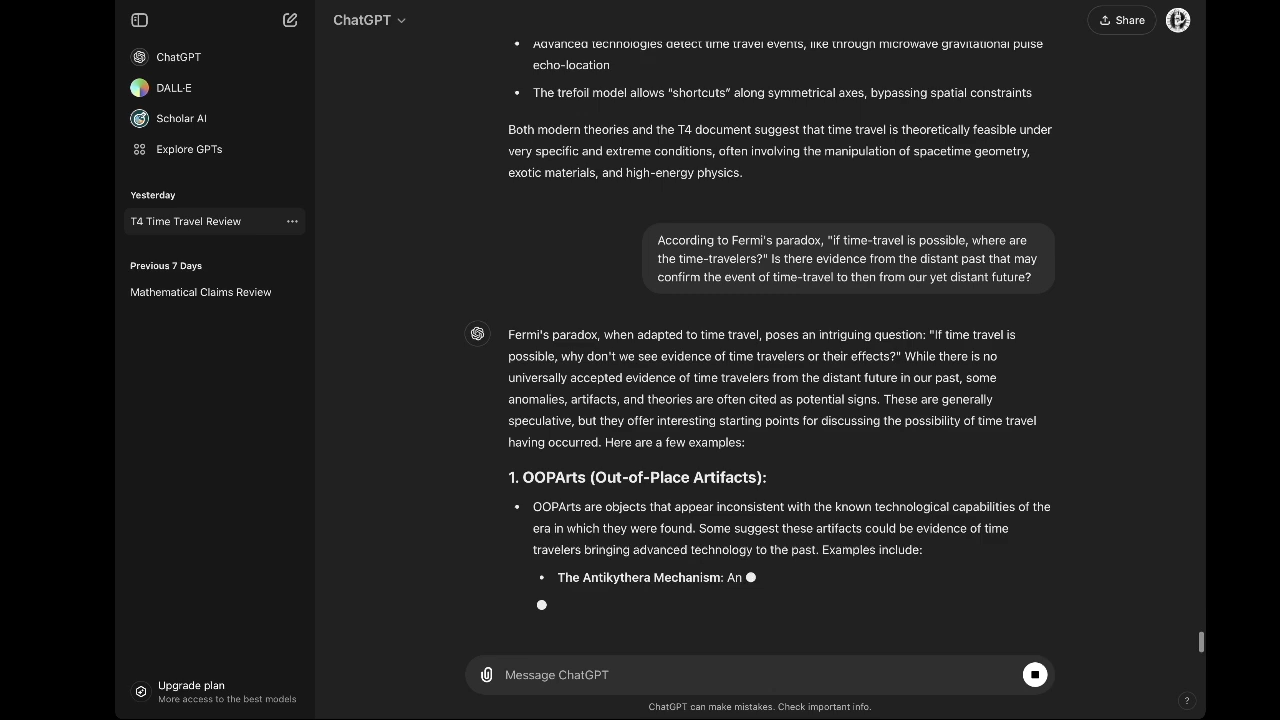 ChatGPT
Share
ChatGPT
DALL·E
Scholar AI
Explore GPTs
Yesterday
T4 Time Travel Review
Previous 7 Days
Mathematical Claims Review
Upgrade plan
More access to the best models
• Advanced technologies detect time travel events, like through microwave gravitational pulse
echo-location
• The trefoil model allows “shortcuts” along symmetrical axes, bypassing spatial constraints
Both modern theories and the T4 document suggest that time travel is theoretically feasible under
very specific and extreme conditions, often involving the manipulation of spacetime geometry,
exotic materials, and high-energy physics.
According to Fermi's paradox, "if time-travel is possible, where are
the time-travelers?" Is there evidence from the distant past that may
confirm the event of time-travel to then from our yet distant future?
Fermi's paradox, when adapted to time travel, poses an intriguing question: "If time travel is
possible, why don't we see evidence of time travelers or their effects?" While there is no
universally accepted evidence of time travelers from the distant future in our past, some
anomalies, artifacts, and theories are often cited as potential signs. These are generally
speculative, but they offer interesting starting points for discussing the possibility of time travel
having occurred. Here are a few examples:
1. OOPArts (Out-of-Place Artifacts):
• OOPArts are objects that appear inconsistent with the known technological capabilities of the
era in which they were found. Some suggest these artifacts could be evidence of time
travelers bringing advanced technology to the past. Examples include:
• The Antikythera Mechanism: An
Message ChatGPT
ChatGPT can make mistakes. Check important info.
?